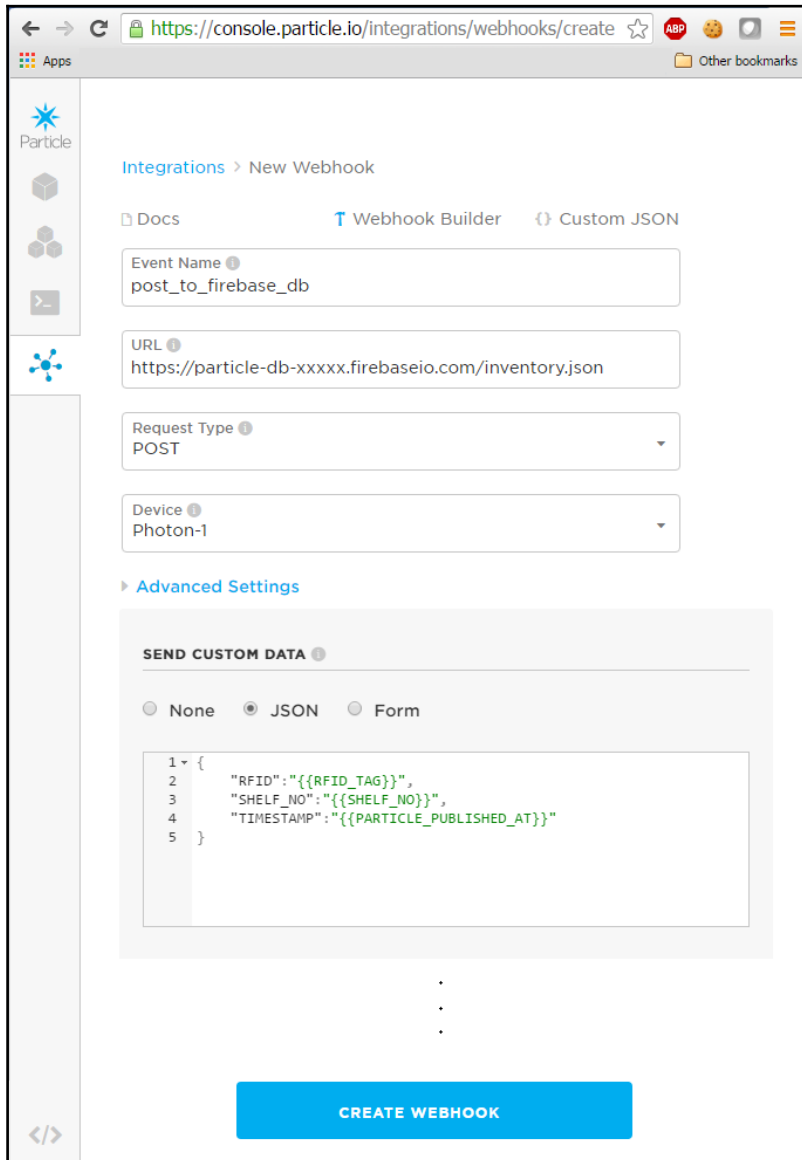 https://console.particle.io/integrations/webhooks/create ABP
Apps Other bookmarks
Particle
Integrations > New Webhook
Docs Webhook Builder {} Custom JSON
Event Name
post_to_firebase_db
URL
https://particle-db-xxxxx.firebaseio.com/inventory.json
Request Type
POST
Device
Photon-1
Advanced Settings
SEND CUSTOM DATA
None JSON Form
1 {
2 "RFID":"{{RFID_TAG}}",
3 "SHELF_NO":"{{SHELF_NO}}",
4 "TIMESTAMP":"{{PARTICLE_PUBLISHED_AT}}"
5 }
.
.
.
CREATE WEBHOOK